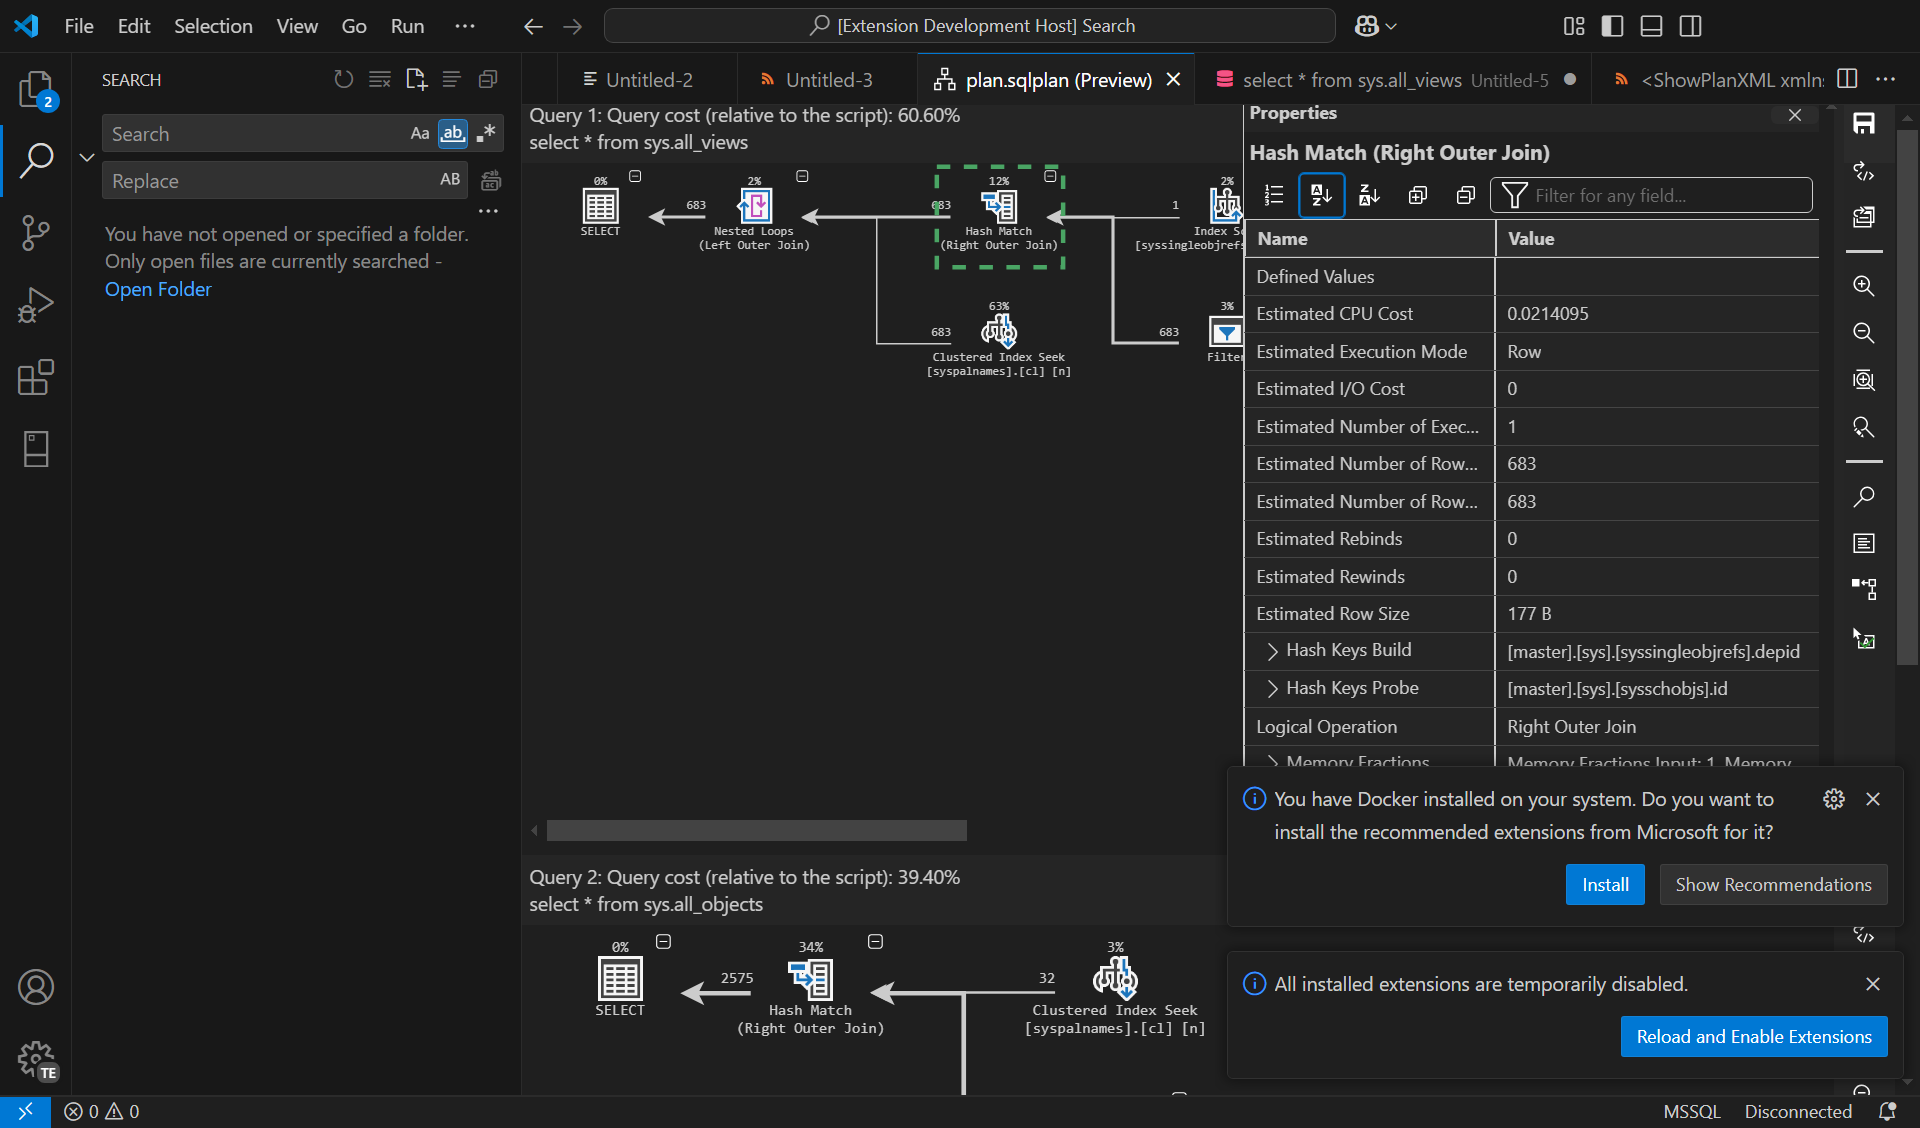 File Edit Selection View Go Run ···
[Extension Development Host] Search
2
SEARCH
Search Aa ab .*
Replace AB
You have not opened or specified a folder.
Only open files are currently searched -
Open Folder
TE
Untitled-2
Untitled-3
plan.sqlplan (Preview)
select * from sys.all_views Untitled-5
<ShowPlanXML xmlns:
Query 1: Query cost (relative to the script): 60.60%
select * from sys.all_views
0%
SELECT
683
2%
Nested Loops
(Left Outer Join)
683
12%
Hash Match
(Right Outer Join)
1
2%
Index S
[syssingleobjrefs
683
63%
Clustered Index Seek
[syspalnames].[cl] [n]
683
3%
Filter
Properties
Hash Match (Right Outer Join)
Filter for any field...
Name Value
Defined Values
Estimated CPU Cost 0.0214095
Estimated Execution Mode Row
Estimated I/O Cost 0
Estimated Number of Exec... 1
Estimated Number of Row... 683
Estimated Number of Row... 683
Estimated Rebinds 0
Estimated Rewinds 0
Estimated Row Size 177 B
Hash Keys Build [master].[sys].[syssingleobjrefs].depid
Hash Keys Probe [master].[sys].[sysschobjs].id
Logical Operation Right Outer Join
Memory Fractions Memory Fractions Input: 1, Memory
You have Docker installed on your system. Do you want to
install the recommended extensions from Microsoft for it?
Install Show Recommendations
All installed extensions are temporarily disabled.
Reload and Enable Extensions
Query 2: Query cost (relative to the script): 39.40%
select * from sys.all_objects
0%
SELECT
2575
34%
Hash Match
(Right Outer Join)
32
3%
Clustered Index Seek
[syspalnames].[cl] [n]
0 0
MSSQL Disconnected